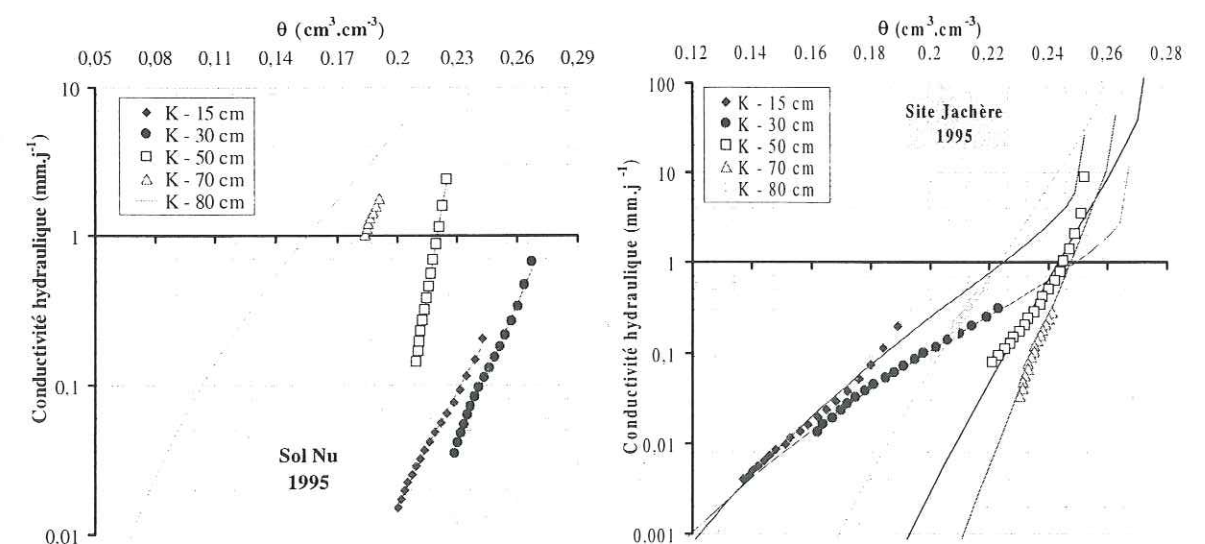 θ (cm³.cm⁻³)
0,05 0,08 0,11 0,14 0,17 0,2 0,23 0,26 0,29
10
1
0.1
0.01
Conductivité hydraulique (mm.j⁻¹)
K - 15 cm
K - 30 cm
K - 50 cm
K - 70 cm
K - 80 cm
Sol Nu
1995
θ (cm³.cm⁻³)
0.12 0.14 0.16 0.18 0.2 0.22 0.24 0.26 0.28
100
10
1
0.1
0.01
0.001
Conductivité hydraulique (mm.j⁻¹)
K - 15 cm
K - 30 cm
K - 50 cm
K - 70 cm
K - 80 cm
Site Jachère
1995